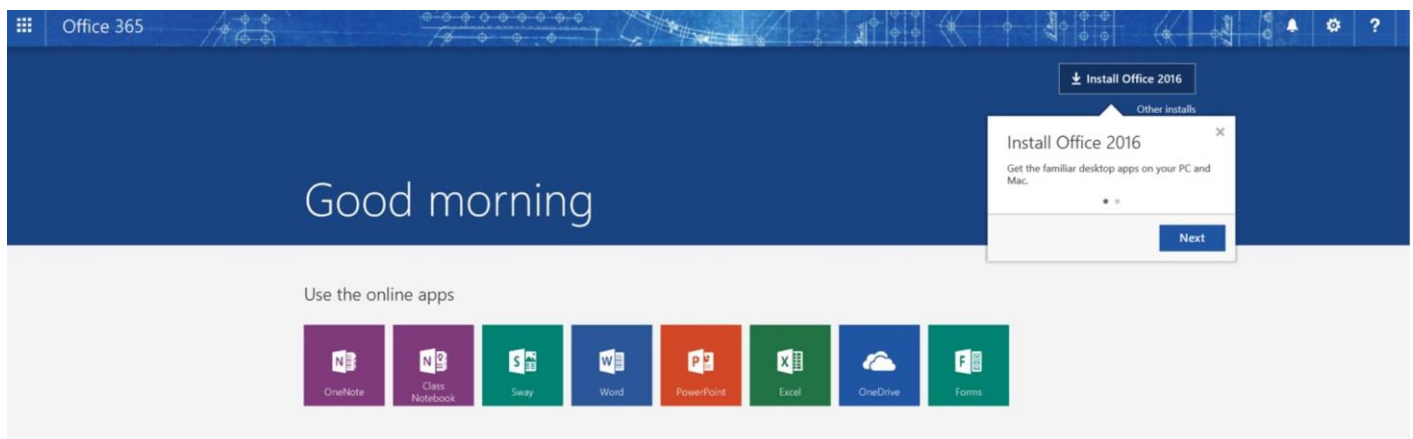 Office 365
?
Install Office 2016
Other installs
Install Office 2016
Get the familiar desktop apps on your PC and
Mac.
Next
Good morning
Use the online apps
N
OneNote
N
Class
Notebook
S
Sway
W
Word
P
PowerPoint
X
Excel
OneDrive
F
Forms